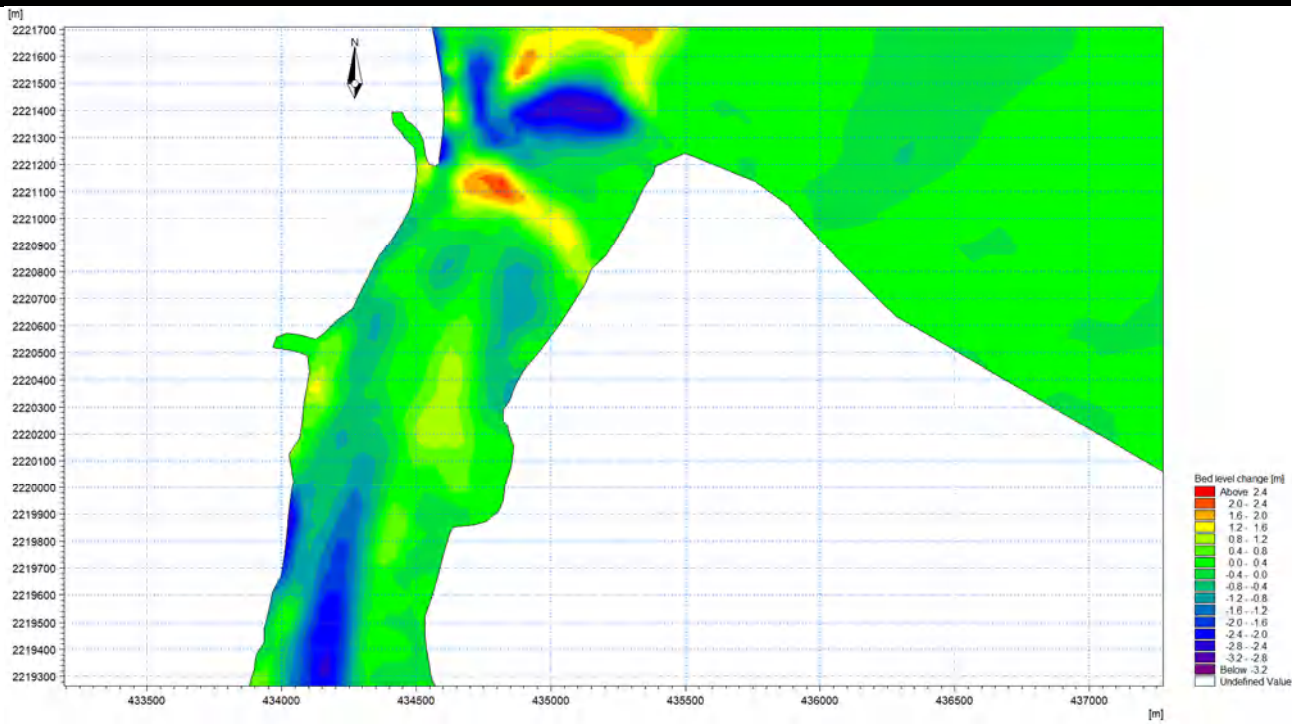 [m]
2221700
2221600
2221500
2221400
2221300
2221200
2221100
2221000
2220900
2220800
2220700
2220600
2220500
2220400
2220300
2220200
2220100
2220000
2219900
2219800
2219700
2219600
2219500
2219400
2219300
N
433500 434000 434500 435000 435500 436000 436500 437000
[m]
Bed level change [m]
Above 2.4
2.0 - 2.4
1.6 - 2.0
1.2 - 1.6
0.8 - 1.2
0.4 - 0.8
0.0 - 0.4
-0.4 - 0.0
-0.8 - -0.4
-1.2 - -0.8
-1.6 - -1.2
-2.0 - -1.6
-2.4 - -2.0
-2.8 - -2.4
-3.2 - -2.8
Below -3.2
Undefined Value